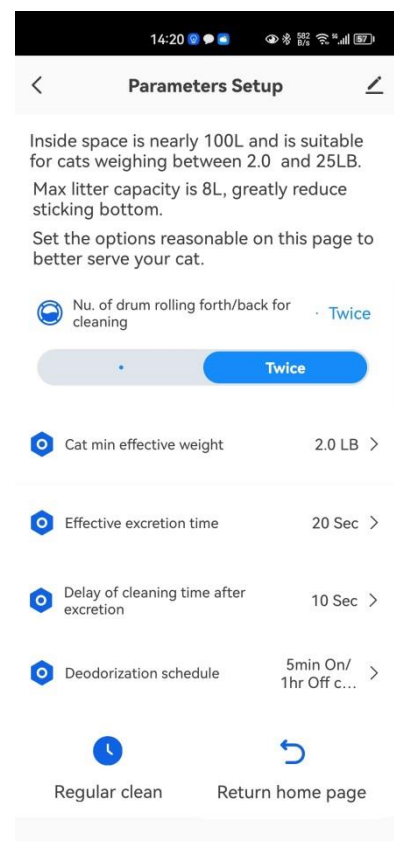 14:20
582 B/s
57
Parameters Setup
Inside space is nearly 100L and is suitable
for cats weighing between 2.0 and 25LB.
Max litter capacity is 8L, greatly reduce
sticking bottom.
Set the options reasonable on this page to
better serve your cat.
Nu. of drum rolling forth/back for
cleaning
· Twice
· Twice
Cat min effective weight 2.0 LB
Effective excretion time 20 Sec
Delay of cleaning time after
excretion
10 Sec
Deodorization schedule
5min On/
1hr Off c...
Regular clean Return home page